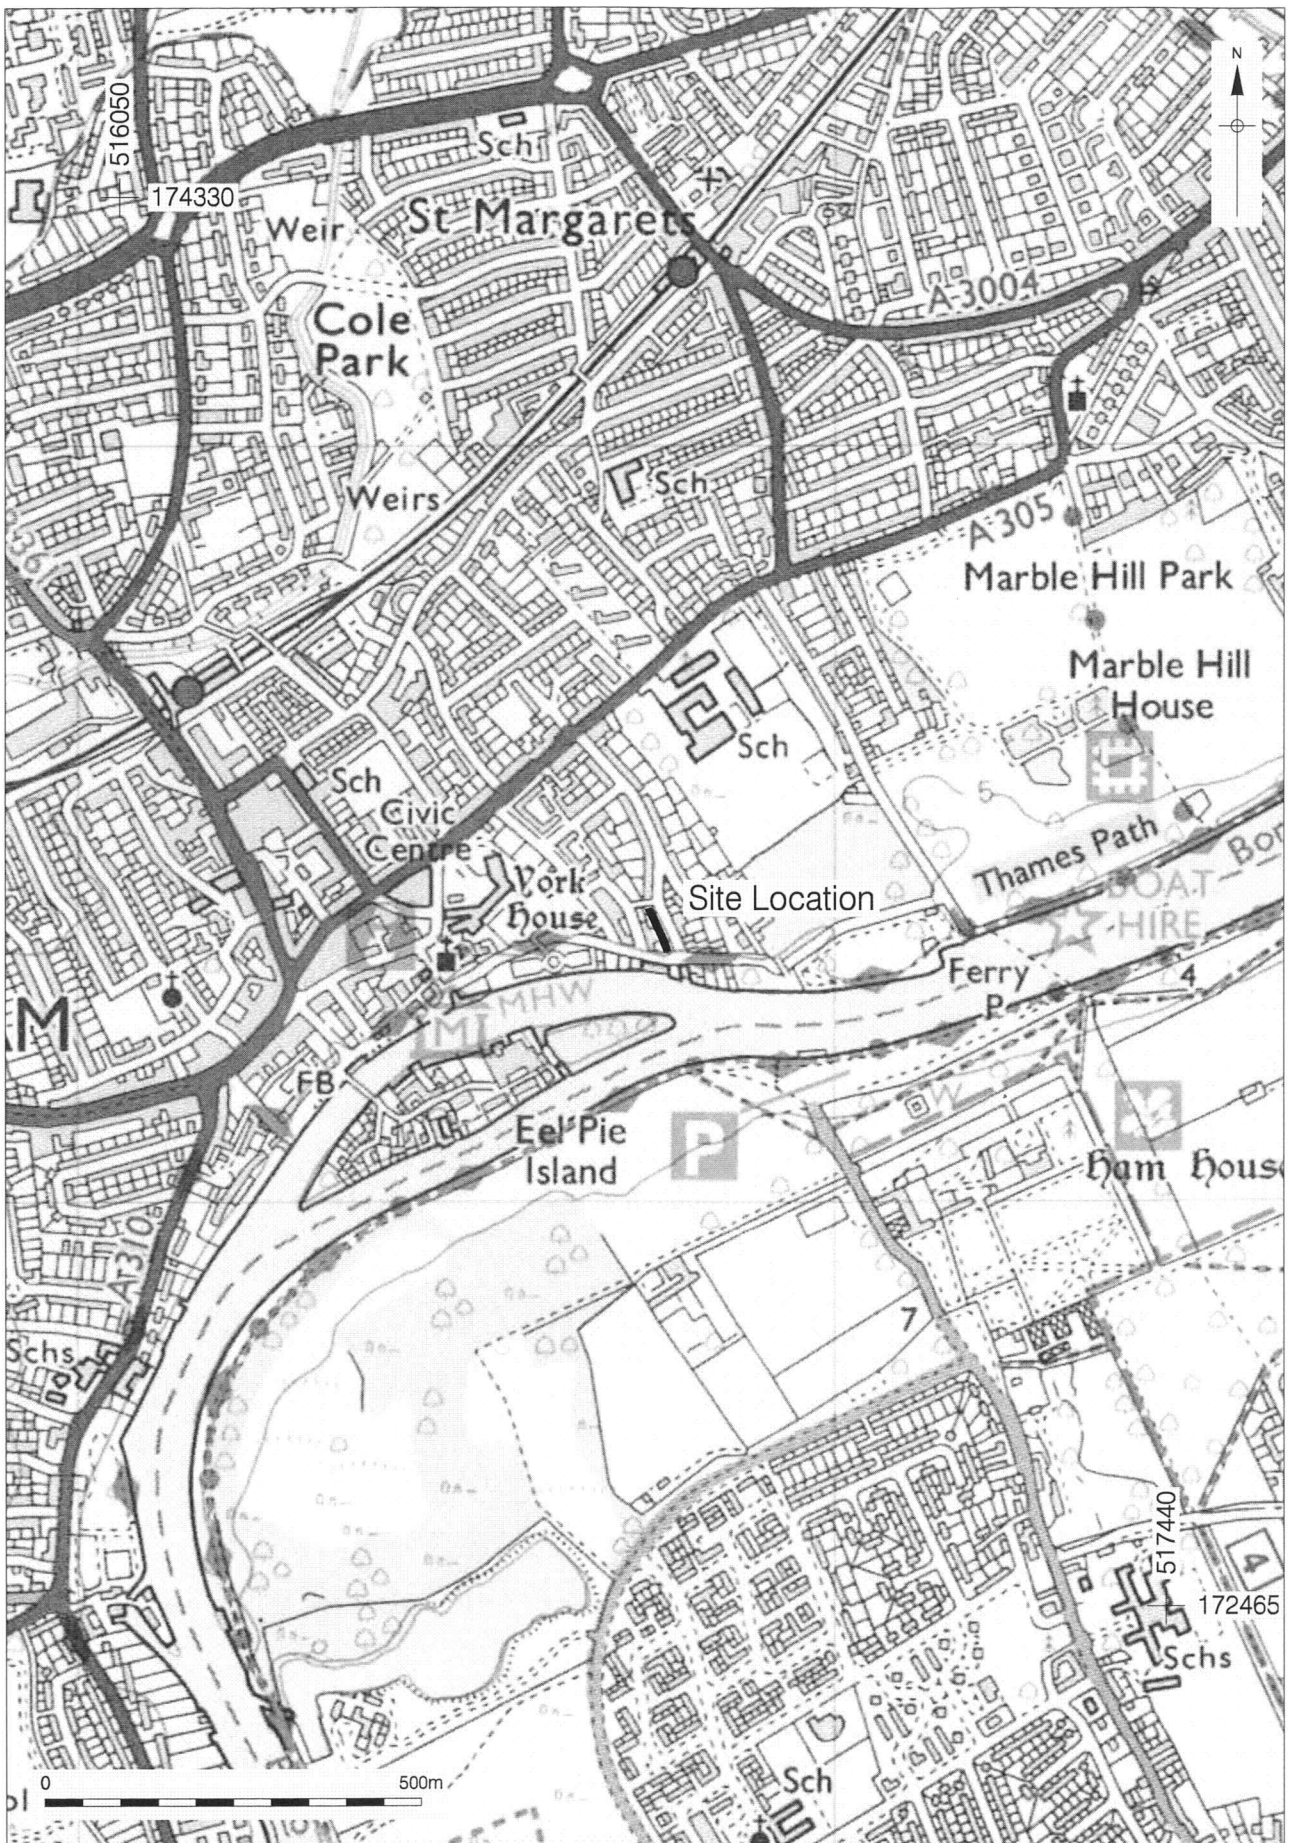 N
516050
174330
Sch
St Margarets
Weir
A 3004
Cole
Park
Weirs
Sch
A 305
Marble Hill Park
Marble Hill
House
Sch
Sch
Civic
Centre
York
House
Site Location
5
Thames Path
BOAT
HIRE
Ferry
P
4
MHW
FB
Eel Pie
Island
P
W
Ham House
A 310
7
Schs
517440
172465
4
Schs
Sch
0
500m